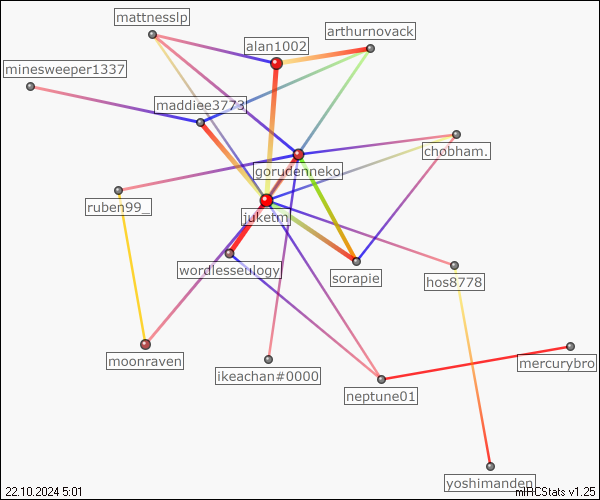 mattnesslp
arthurnovack
alan1002
minesweeper1337
maddiee3773
chobham.
gorudenneko
ruben99_
juketm
wordlesseulogy
sorapie
hos8778
moonraven
ikeachan#0000
mercurybro
neptune01
yoshimanden
22.10.2024 5:01
mIRCStats v1.25